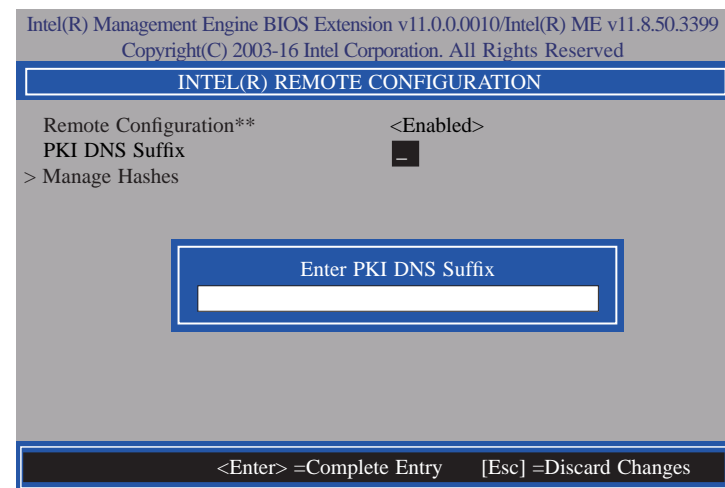 Intel(R) Management Engine BIOS Extension v11.0.0.0010/Intel(R) ME v11.8.50.3399
Copyright(C) 2003-16 Intel Corporation. All Rights Reserved
INTEL(R) REMOTE CONFIGURATION
Remote Configuration** <Enabled>
PKI DNS Suffix _
> Manage Hashes
Enter PKI DNS Suffix
<Enter> =Complete Entry [Esc] =Discard Changes